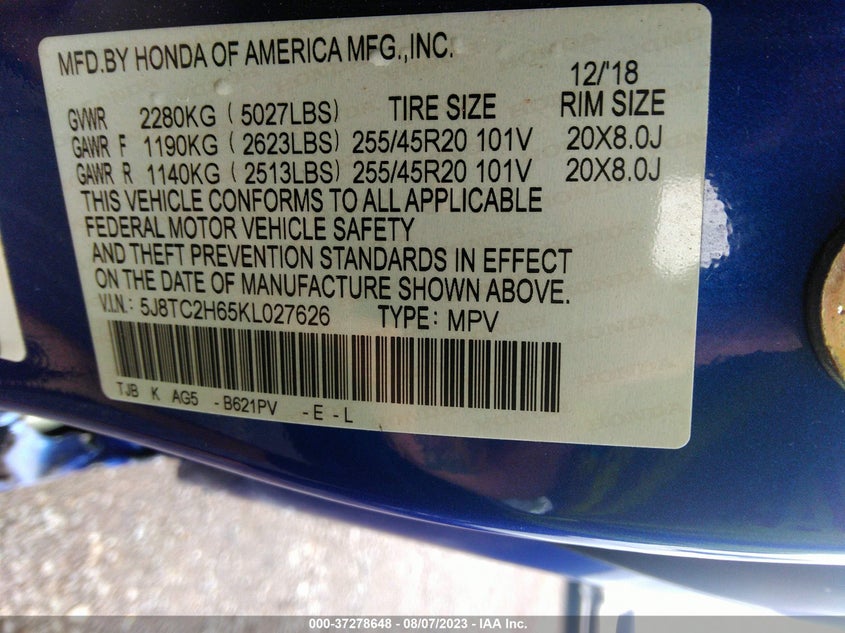 MFD.BY HONDA OF AMERICA MFG.,INC.
12/'18
GVWR 2280KG (5027LBS) TIRE SIZE RIM SIZE
GAWR F 1190KG (2623LBS) 255/45R20 101V 20X8.0J
GAWR R 1140KG (2513LBS) 255/45R20 101V 20X8.0J
THIS VEHICLE CONFORMS TO ALL APPLICABLE
FEDERAL MOTOR VEHICLE SAFETY
AND THEFT PREVENTION STANDARDS IN EFFECT
ON THE DATE OF MANUFACTURE SHOWN ABOVE.
V.I.N.: 5J8TC2H65KL027626 TYPE: MPV
TJB K AG5 -B621PV -E -L
000-37278648 - 08/07/2023 - IAA Inc.